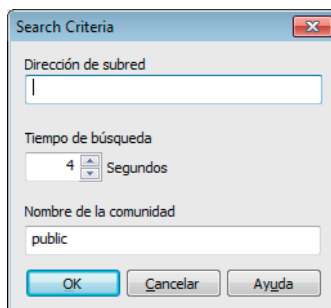 Search Criteria
Dirección de subred
Tiempo de búsqueda
4 Segundos
Nombre de la comunidad
public
OK Cancelar Ayuda